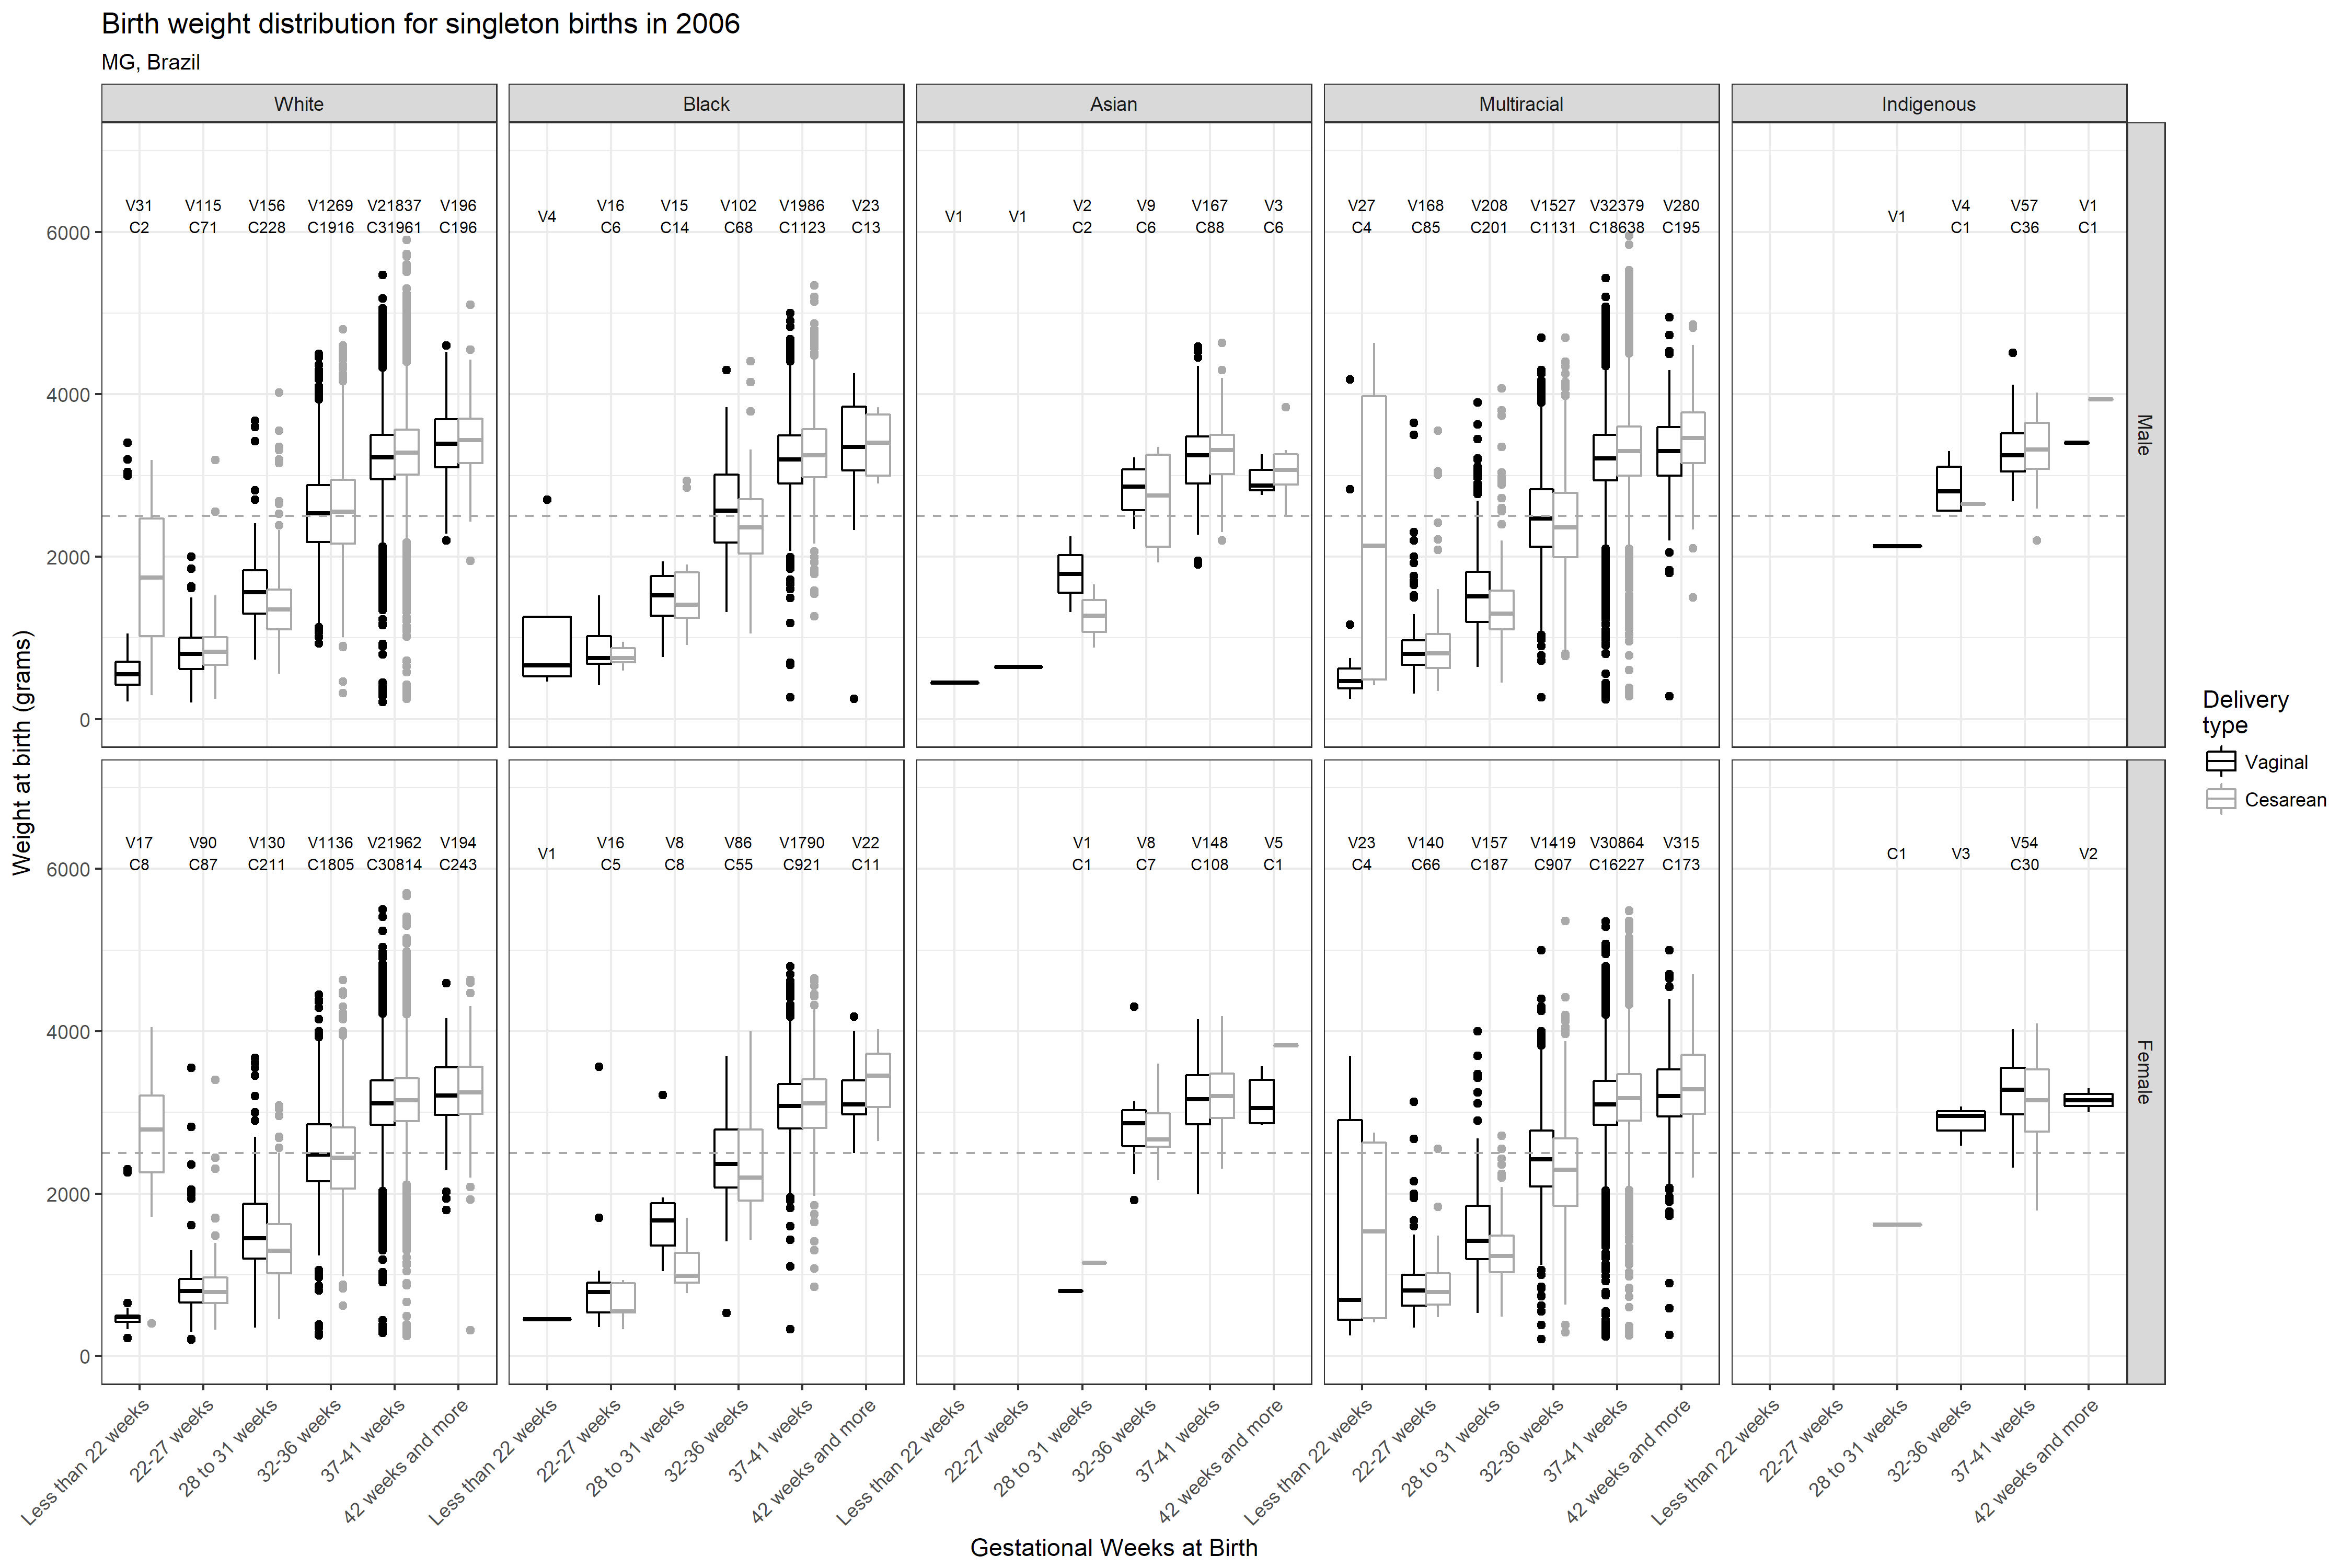 Birth weight distribution for singleton births in 2006
MG, Brazil
White Black Asian Multiracial Indigenous
V31 V115 V156 V1269 V21837 V196
C2 C71 C228 C1916 C31961 C196
V4 V16 V15 V102 V1986 V23
C6 C14 C68 C1123 C13
V1 V1 V2 V9 V167 V3
C2 C6 C88 C6
V27 V168 V208 V1527 V32379 V280
C4 C85 C201 C1131 C18638 C195
V1 V4 V57 V1
C1 C36 C1
6000
4000
2000
0
Male
V17 V90 V130 V1136 V21962 V194
C8 C87 C211 C1805 C30814 C243
V1 V16 V8 V86 V1790 V22
C5 C8 C55 C921 C11
V1 V8 V148 V5
C1 C7 C108 C1
V23 V140 V157 V1419 V30864 V315
C4 C66 C187 C907 C16227 C173
C1 V3 V54 V2
C30
6000
4000
2000
0
Female
Weight at birth (grams)
Less than 22 weeks 22-27 weeks 28 to 31 weeks 32-36 weeks 37-41 weeks 42 weeks and more
Less than 22 weeks 22-27 weeks 28 to 31 weeks 32-36 weeks 37-41 weeks 42 weeks and more
Less than 22 weeks 22-27 weeks 28 to 31 weeks 32-36 weeks 37-41 weeks 42 weeks and more
Less than 22 weeks 22-27 weeks 28 to 31 weeks 32-36 weeks 37-41 weeks 42 weeks and more
Less than 22 weeks 22-27 weeks 28 to 31 weeks 32-36 weeks 37-41 weeks 42 weeks and more
Gestational Weeks at Birth
Delivery
type
Vaginal
Cesarean